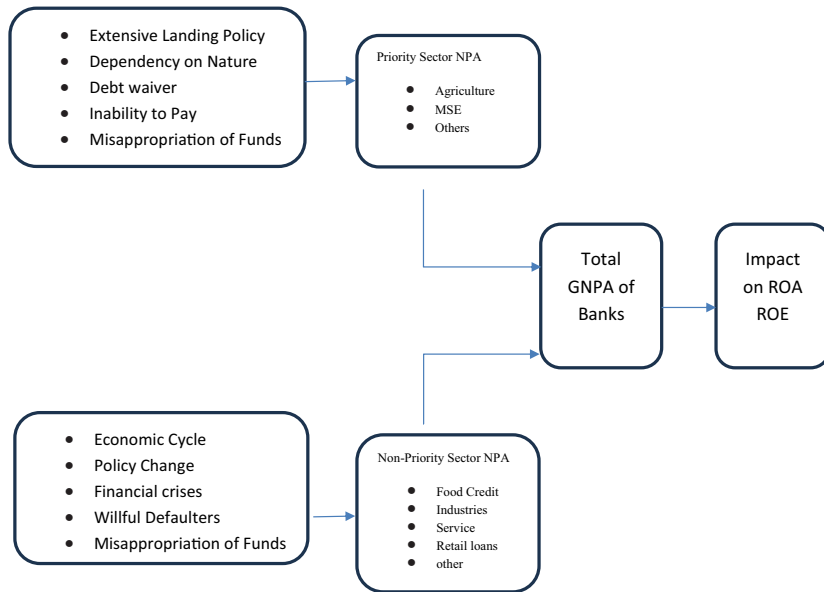 Extensive Landing Policy
Dependency on Nature
Debt waiver
Inability to Pay
Misappropriation of Funds
Priority Sector NPA
Agriculture
MSE
Others
Total
GNPA of
Banks
Impact
on ROA
ROE
Economic Cycle
Policy Change
Financial crises
Willful Defaulters
Misappropriation of Funds
Non-Priority Sector NPA
Food Credit
Industries
Service
Retail loans
other